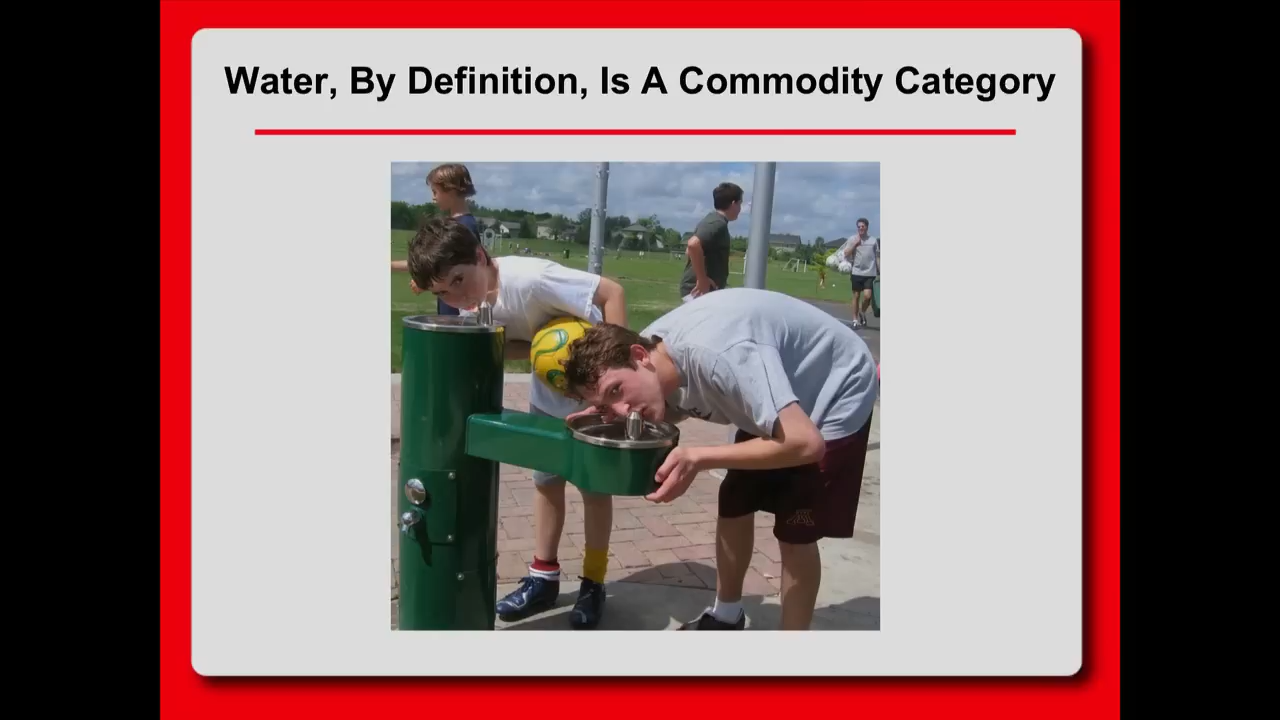 Water, By Definition, Is A Commodity Category